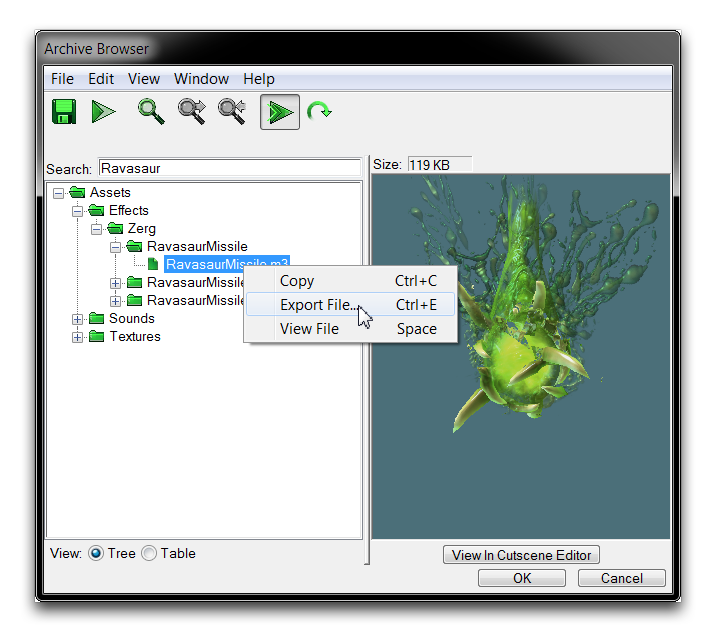 Archive Browser
File Edit View Window Help
Search: Ravasaur
Size: 119 KB
Assets
Effects
Zerg
RavasaurMissile
RavasaurMissile.m3
RavasaurMissile
RavasaurMissile
Sounds
Textures
Copy Ctrl+C
Export File... Ctrl+E
View File Space
View: Tree Table
View In Cutscene Editor
OK Cancel